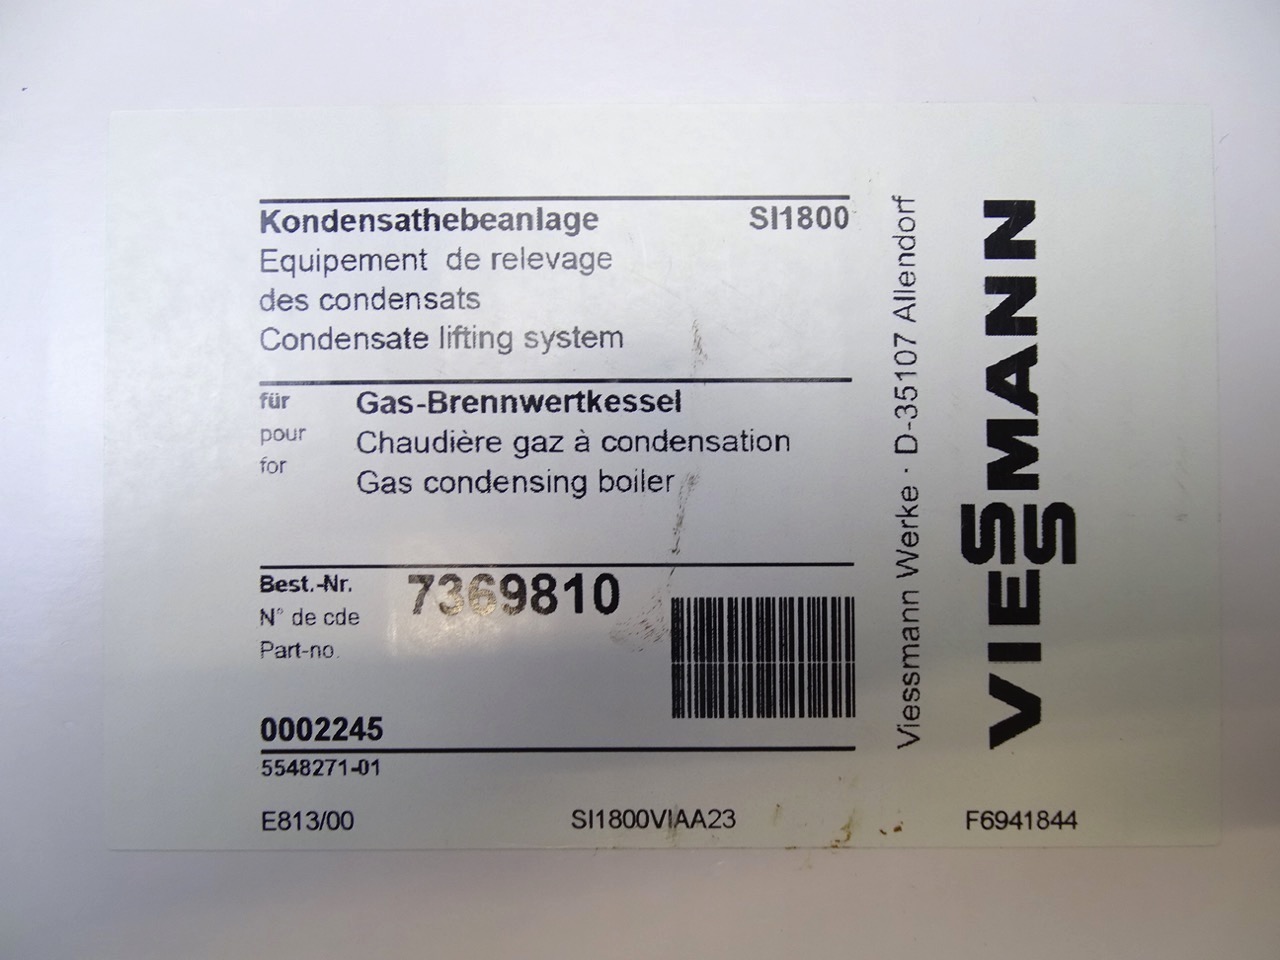 Kondensathebeanlage SI1800
Equipement de relevage
des condensats
Condensate lifting system
für Gas-Brennwertkessel
pour Chaudière gaz à condensation
for Gas condensing boiler
Best.-Nr. 7369810
N° de cde
Part-no.
0002245
5548271-01
E813/00 SI1800VIAA23 F6941844
Viessmann Werke · D-35107 Allendorf
VIESSMANN